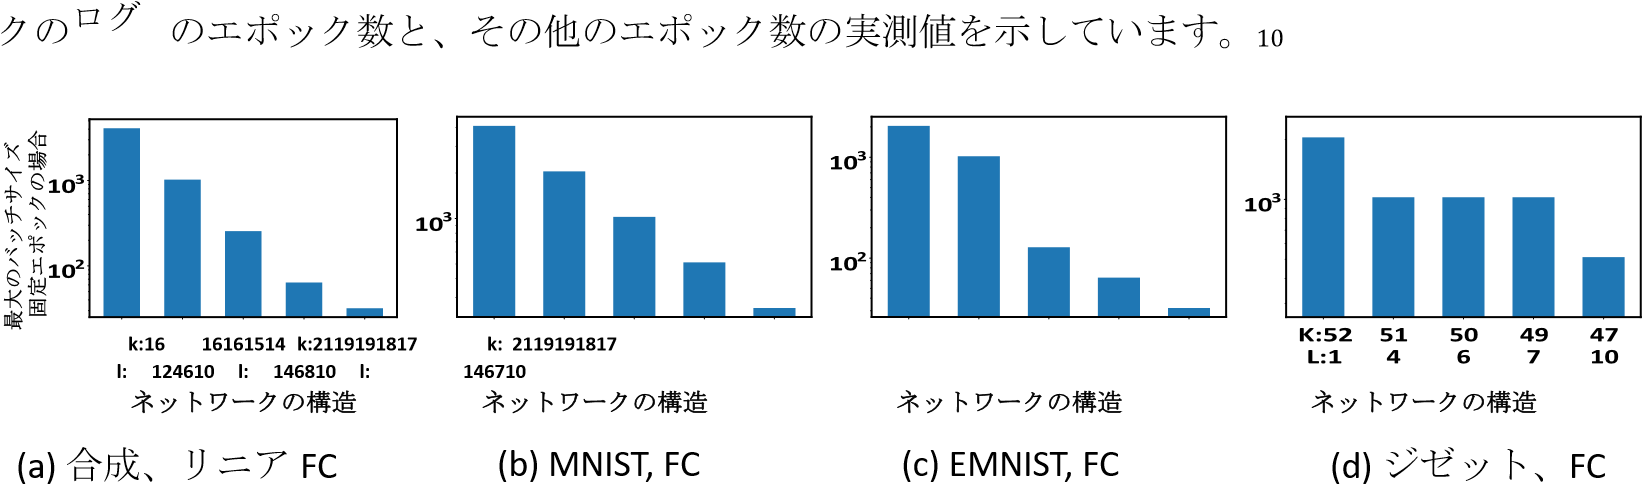 クのログ のエポック数と、その他のエポック数の実測値を示しています。10
最大のバッチサイズ
固定エポックの場合
10³
10²
10³
10³
10²
10³
k:16 16161514 k:2119191817
l: 124610 l: 146810 l:
k: 2119191817
146710
K:52 51 50 49 47
L:1 4 6 7 10
ネットワークの構造
ネットワークの構造
ネットワークの構造
ネットワークの構造
(a) 合成、リニア FC
(b) MNIST, FC
(c) EMNIST, FC
(d) ジゼット、FC